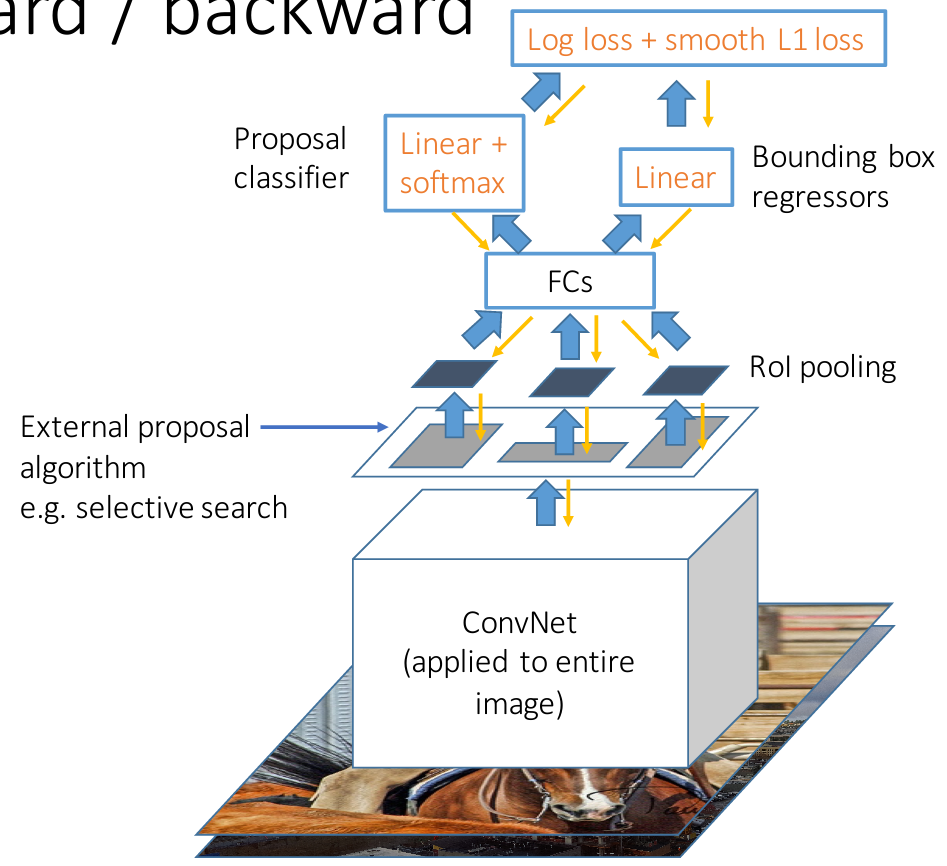 / backward
Log loss + smooth L1 loss
Proposal
classifier
Linear +
softmax
Linear
Bounding box
regressors
FCs
RoI pooling
External proposal
algorithm
e.g. selective search
ConvNet
(applied to entire
image)